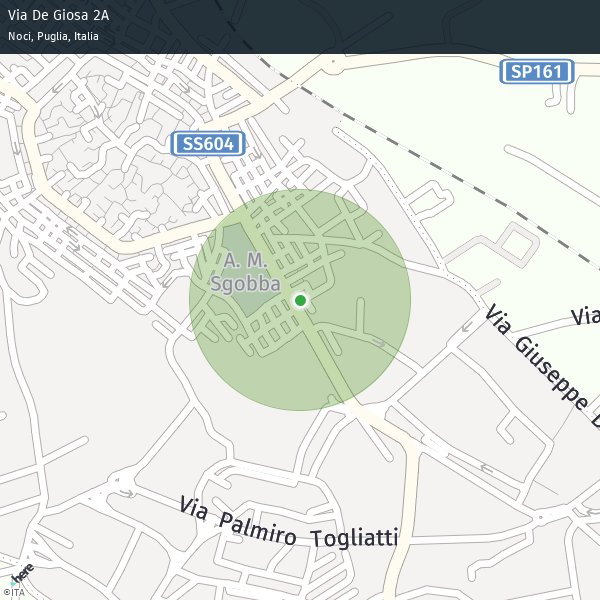 Via De Giosa 2A
Noci, Puglia, Italia
SP161
SS604
A. M.
Sgobba
Via
Via Giuseppe D
Via Palmiro Togliatti
here
©ITA